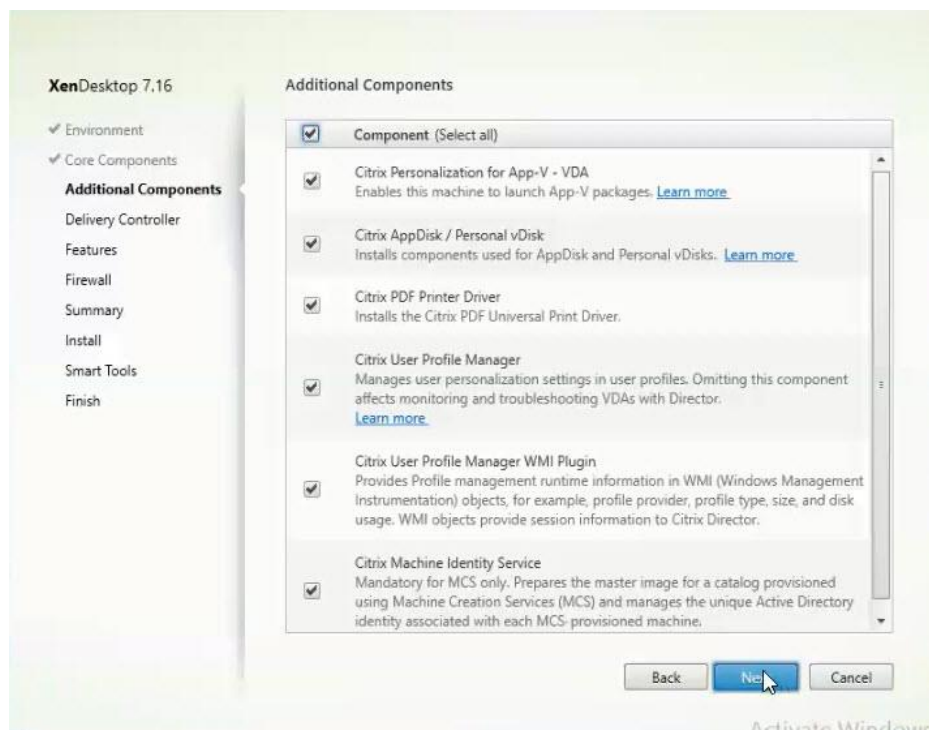 XenDesktop 7.16
Environment
Core Components
Additional Components
Delivery Controller
Features
Firewall
Summary
Install
Smart Tools
Finish
Additional Components
Component (Select all)
Citrix Personalization for App-V - VDA
Enables this machine to launch App-V packages. Learn more
Citrix AppDisk / Personal vDisk
Installs components used for AppDisk and Personal vDisks. Learn more
Citrix PDF Printer Driver
Installs the Citrix PDF Universal Print Driver.
Citrix User Profile Manager
Manages user personalization settings in user profiles. Omitting this component
affects monitoring and troubleshooting VDAs with Director.
Learn more
Citrix User Profile Manager WMI Plugin
Provides Profile management runtime information in WMI (Windows Management
Instrumentation) objects, for example, profile provider, profile type, size, and disk
usage. WMI objects provide session information to Citrix Director.
Citrix Machine Identity Service
Mandatory for MCS only. Prepares the master image for a catalog provisioned
using Machine Creation Services (MCS) and manages the unique Active Directory
identity associated with each MCS-provisioned machine.
Back Next Cancel
Activate Windows